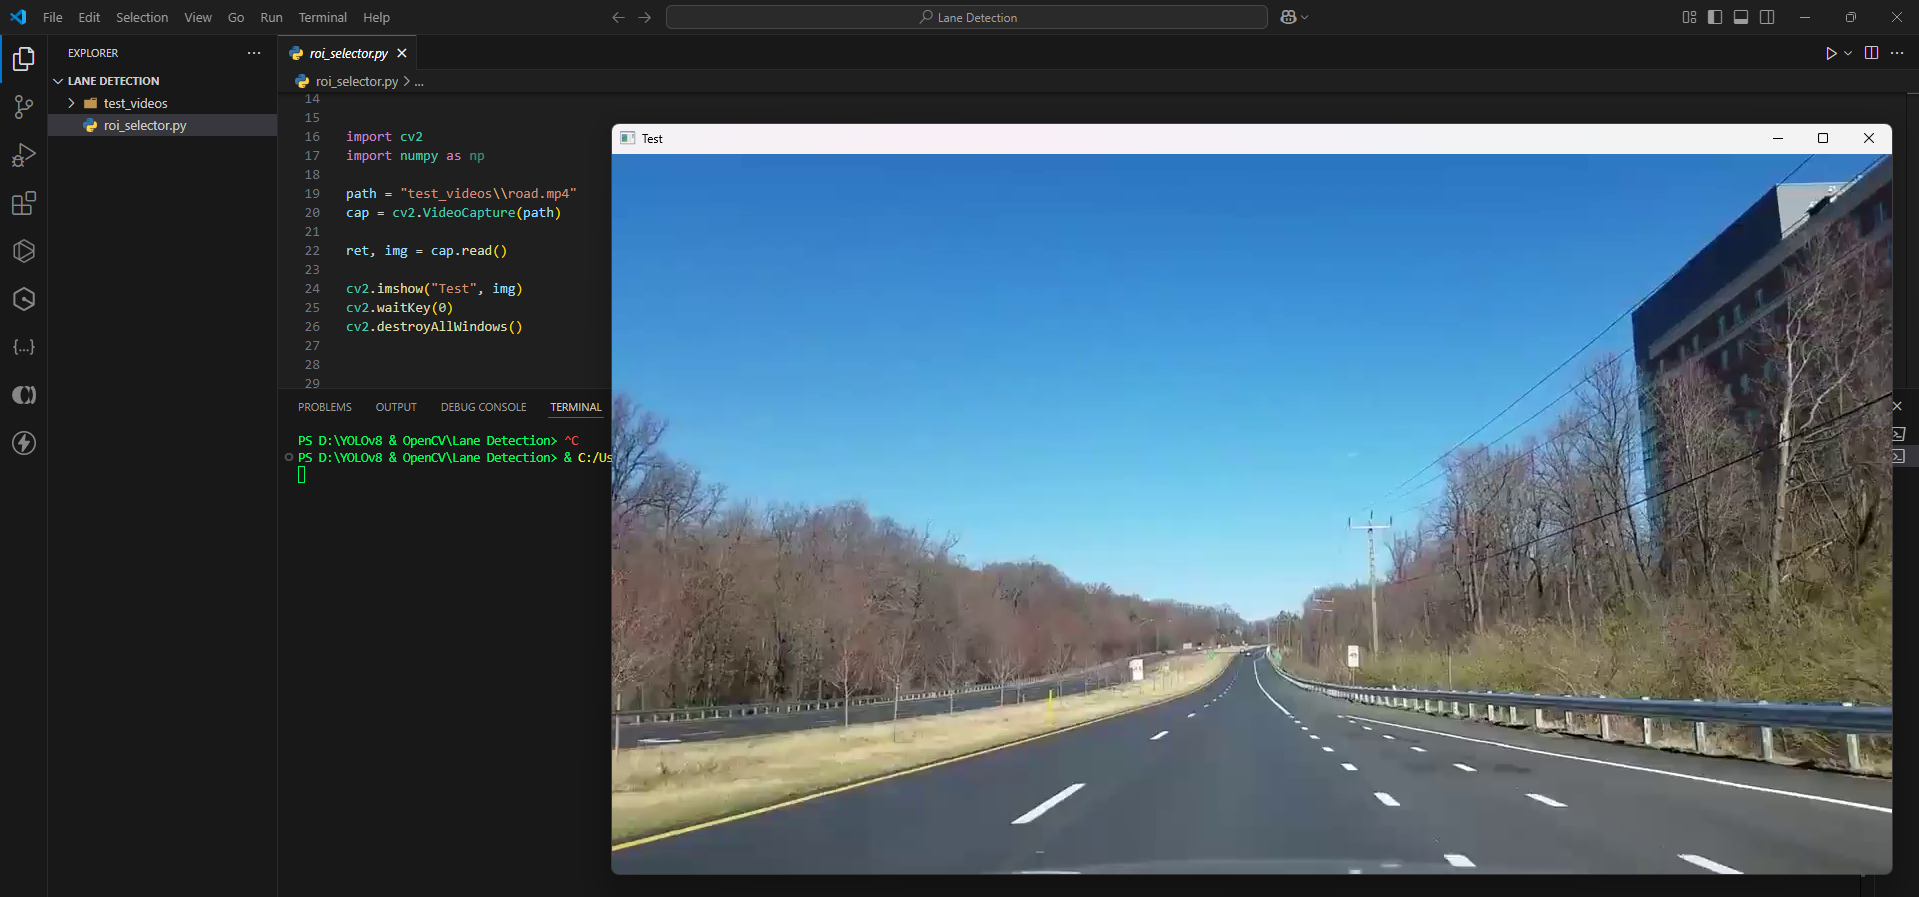 File Edit Selection View Go Run Terminal Help
Lane Detection
EXPLORER
LANE DETECTION
test_videos
roi_selector.py
roi_selector.py
roi_selector.py > ...
14
15
16 import cv2
17 import numpy as np
18
19 path = "test_videos\\road.mp4"
20 cap = cv2.VideoCapture(path)
21
22 ret, img = cap.read()
23
24 cv2.imshow("Test", img)
25 cv2.waitKey(0)
26 cv2.destroyAllWindows()
27
28
29
PROBLEMS OUTPUT DEBUG CONSOLE TERMINAL
PS D:\YOLOv8 & OpenCV\Lane Detection> ^C
PS D:\YOLOv8 & OpenCV\Lane Detection> & C:/Us
Test